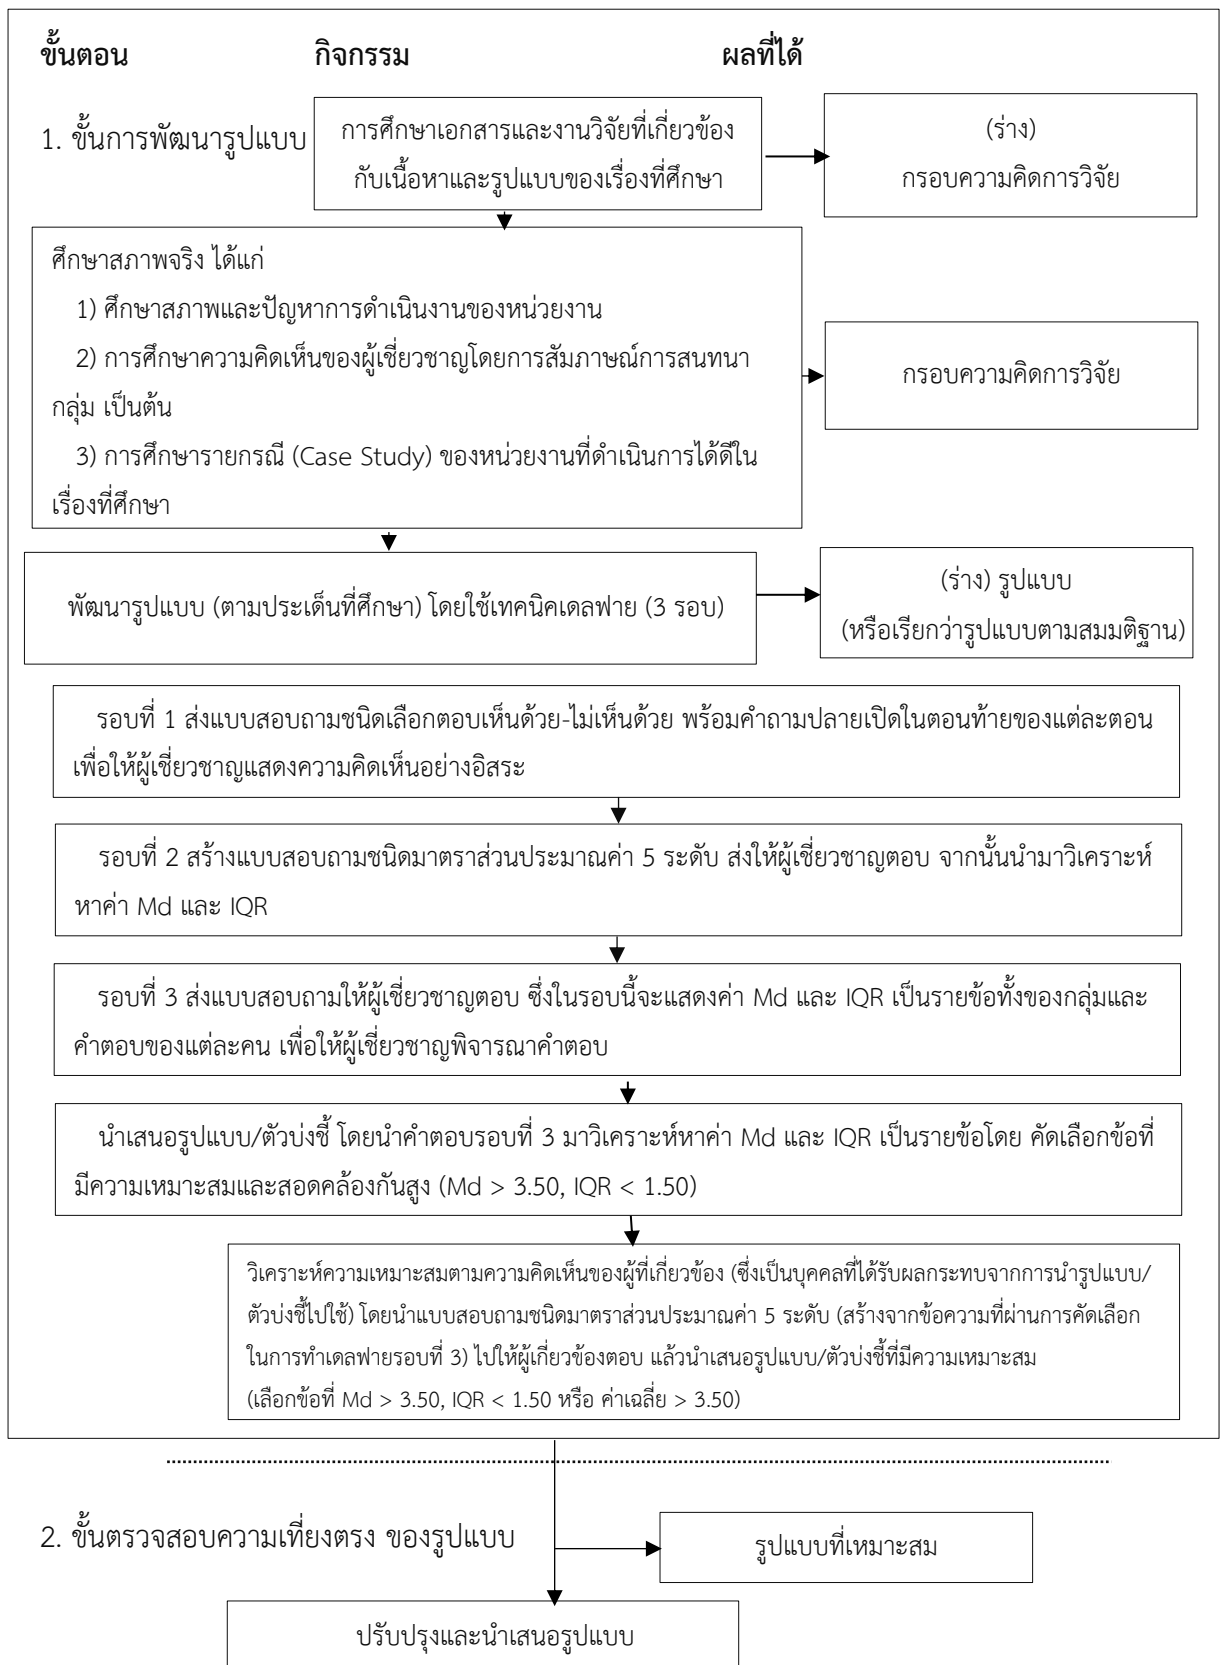 ขั้นตอน กิจกรรม ผลที่ได้
1. ขั้นการพัฒนารูปแบบ
การศึกษาเอกสารและงานวิจัยที่เกี่ยวข้อง
กับเนื้อหาและรูปแบบของเรื่องที่ศึกษา
(ร่าง)
กรอบความคิดการวิจัย
ศึกษาสภาพจริง ได้แก่
1) ศึกษาสภาพและปัญหาการดำเนินงานของหน่วยงาน
2) การศึกษาความคิดเห็นของผู้เชี่ยวชาญโดยการสัมภาษณ์การสนทนา
กลุ่ม เป็นต้น
3) การศึกษารายกรณี (Case Study) ของหน่วยงานที่ดำเนินการได้ดีใน
เรื่องที่ศึกษา
กรอบความคิดการวิจัย
พัฒนารูปแบบ (ตามประเด็นที่ศึกษา) โดยใช้เทคนิคเดลฟาย (3 รอบ)
(ร่าง) รูปแบบ
(หรือเรียกว่ารูปแบบตามสมมติฐาน)
รอบที่ 1 ส่งแบบสอบถามชนิดเลือกตอบเห็นด้วย-ไม่เห็นด้วย พร้อมคำถามปลายเปิดในตอนท้ายของแต่ละตอน
เพื่อให้ผู้เชี่ยวชาญแสดงความคิดเห็นอย่างอิสระ
รอบที่ 2 สร้างแบบสอบถามชนิดมาตราส่วนประมาณค่า 5 ระดับ ส่งให้ผู้เชี่ยวชาญตอบ จากนั้นนำมาวิเคราะห์
หาค่า Md และ IQR
รอบที่ 3 ส่งแบบสอบถามให้ผู้เชี่ยวชาญตอบ ซึ่งในรอบนี้จะแสดงค่า Md และ IQR เป็นรายข้อทั้งของกลุ่มและ
คำตอบของแต่ละคน เพื่อให้ผู้เชี่ยวชาญพิจารณาคำตอบ
นำเสนอรูปแบบ/ตัวบ่งชี้ โดยนำคำตอบรอบที่ 3 มาวิเคราะห์หาค่า Md และ IQR เป็นรายข้อโดย คัดเลือกข้อที่
มีความเหมาะสมและสอดคล้องกันสูง (Md > 3.50, IQR < 1.50)
วิเคราะห์ความเหมาะสมตามความคิดเห็นของผู้ที่เกี่ยวข้อง (ซึ่งเป็นบุคคลที่ได้รับผลกระทบจากการนำรูปแบบ/
ตัวบ่งชี้ไปใช้) โดยนำแบบสอบถามชนิดมาตราส่วนประมาณค่า 5 ระดับ (สร้างจากข้อความที่ผ่านการคัดเลือก
ในการทำเดลฟายรอบที่ 3) ไปให้ผู้เกี่ยวข้องตอบ แล้วนำเสนอรูปแบบ/ตัวบ่งชี้ที่มีความเหมาะสม
(เลือกข้อที่ Md > 3.50, IQR < 1.50 หรือ ค่าเฉลี่ย > 3.50)
2. ขั้นตรวจสอบความเที่ยงตรง ของรูปแบบ
รูปแบบที่เหมาะสม
ปรับปรุงและนำเสนอรูปแบบ